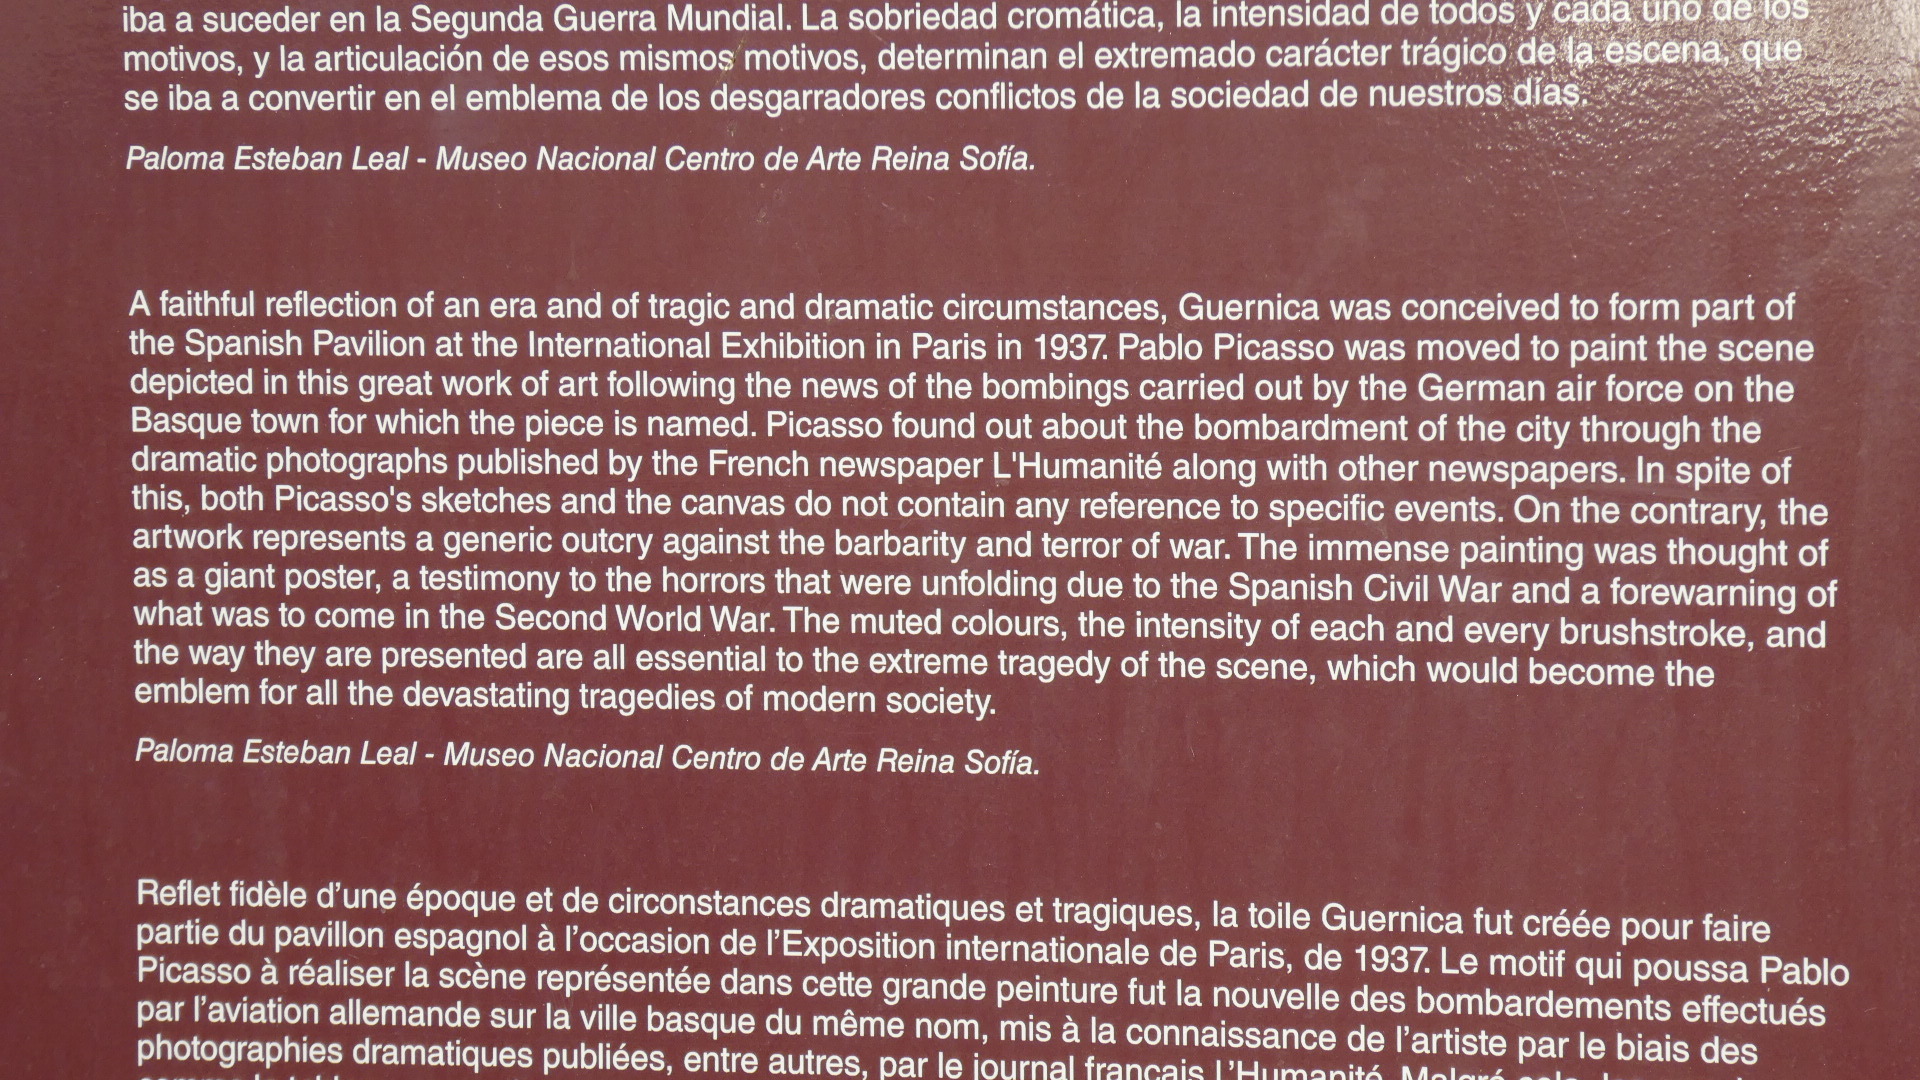 iba a suceder en la Segunda Guerra Mundial. La sobriedad cromática, la intensidad de todos y cada uno de los
motivos, y la articulación de esos mismos motivos, determinan el extremado carácter trágico de la escena, que
se iba a convertir en el emblema de los desgarradores conflictos de la sociedad de nuestros días.
Paloma Esteban Leal - Museo Nacional Centro de Arte Reina Sofía.
A faithful reflection of an era and of tragic and dramatic circumstances, Guernica was conceived to form part of
the Spanish Pavilion at the International Exhibition in Paris in 1937. Pablo Picasso was moved to paint the scene
depicted in this great work of art following the news of the bombings carried out by the German air force on the
Basque town for which the piece is named. Picasso found out about the bombardment of the city through the
dramatic photographs published by the French newspaper L'Humanité along with other newspapers. In spite of
this, both Picasso's sketches and the canvas do not contain any reference to specific events. On the contrary, the
artwork represents a generic outcry against the barbarity and terror of war. The immense painting was thought of
as a giant poster, a testimony to the horrors that were unfolding due to the Spanish Civil War and a forewarning of
what was to come in the Second World War. The muted colours, the intensity of each and every brushstroke, and
the way they are presented are all essential to the extreme tragedy of the scene, which would become the
emblem for all the devastating tragedies of modern society.
Paloma Esteban Leal - Museo Nacional Centro de Arte Reina Sofía.
Reflet fidèle d’une époque et de circonstances dramatiques et tragiques, la toile Guernica fut créée pour faire
partie du pavillon espagnol à l’occasion de l’Exposition internationale de Paris, de 1937. Le motif qui poussa Pablo
Picasso à réaliser la scène représentée dans cette grande peinture fut la nouvelle des bombardements effectués
par l’aviation allemande sur la ville basque du même nom, mis à la connaissance de l’artiste par le biais des
photographies dramatiques publiées, entre autres, par le journal français L’Humanité. Malgré